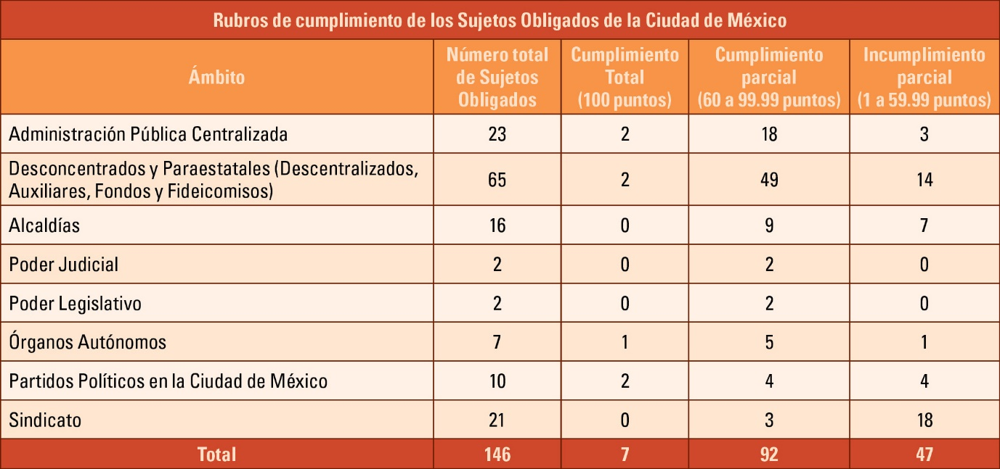 Rubros de cumplimiento de los Sujetos Obligados de la Ciudad de México
Ámbito
Número total
de Sujetos
Obligados
Cumplimiento
Total
(100 puntos)
Cumplimiento
parcial
(60 a 99.99 puntos)
Incumplimiento
parcial
(1 a 59.99 puntos)
Administración Pública Centralizada 23 2 18 3
Desconcentrados y Paraestatales (Descentralizados,
Auxiliares, Fondos y Fideicomisos) 65 2 49 14
Alcaldías 16 0 9 7
Poder Judicial 2 0 2 0
Poder Legislativo 2 0 2 0
Órganos Autónomos 7 1 5 1
Partidos Políticos en la Ciudad de México 10 2 4 4
Sindicato 21 0 3 18
Total 146 7 92 47